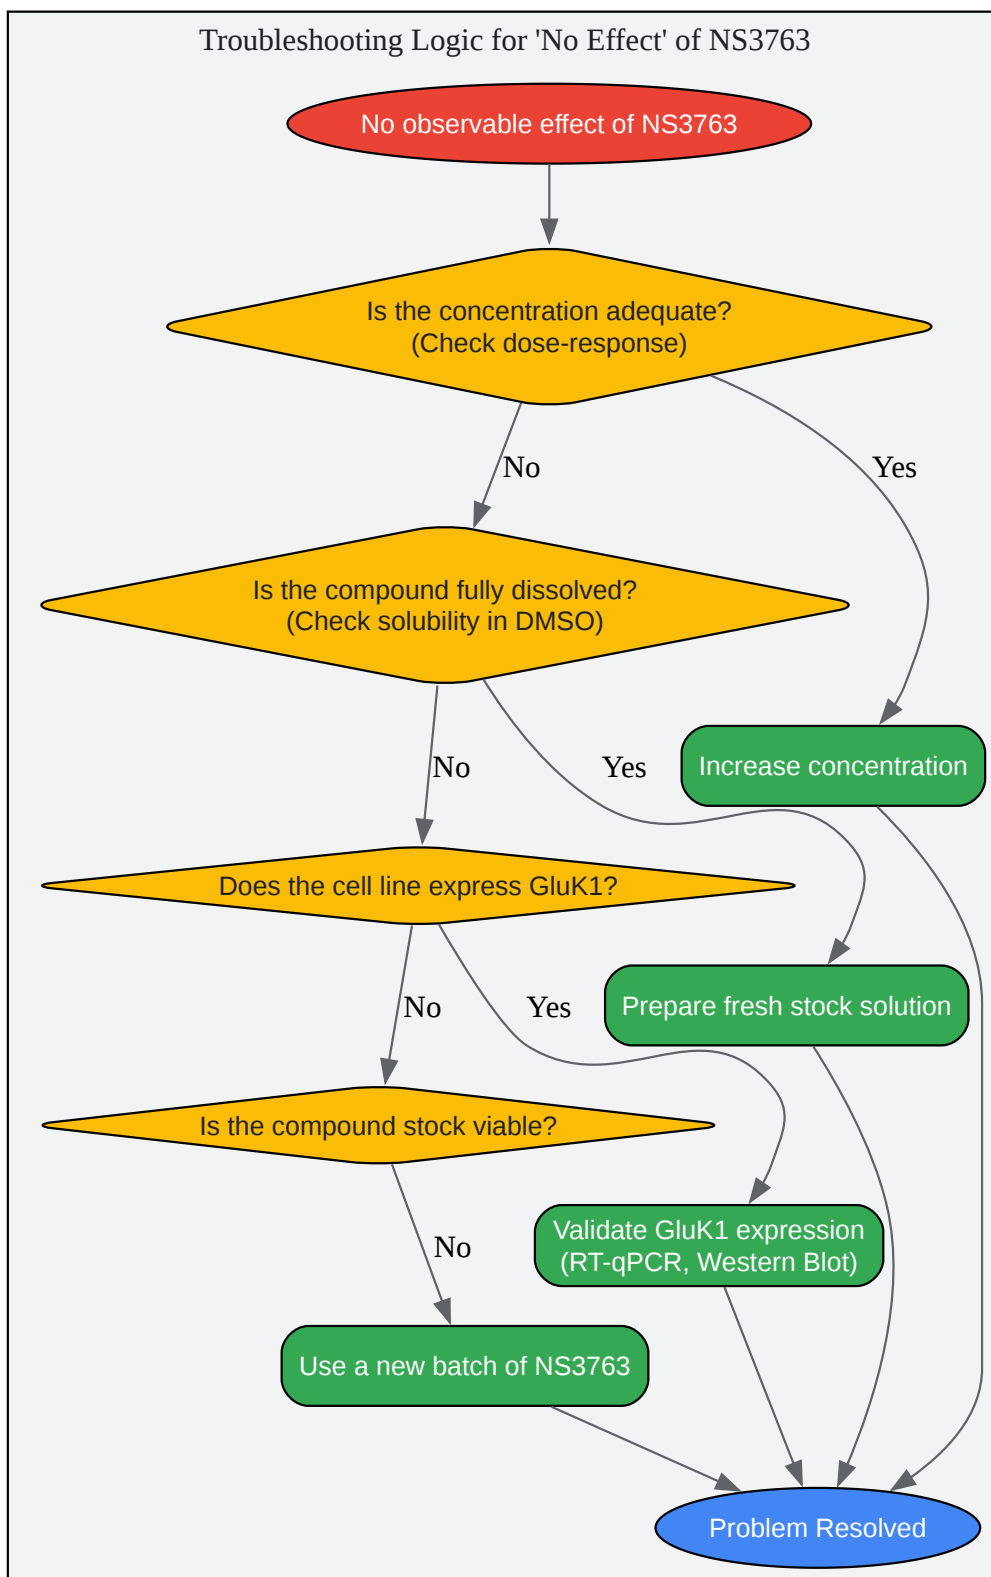 Troubleshooting Logic for 'No Effect' of NS3763
No observable effect of NS3763
Is the concentration adequate?
(Check dose-response)
No
Yes
Is the compound fully dissolved?
(Check solubility in DMSO)
No
Yes
Increase concentration
Does the cell line express GluK1?
No
Yes
Prepare fresh stock solution
Is the compound stock viable?
Validate GluK1 expression
(RT-qPCR, Western Blot)
No
Use a new batch of NS3763
Problem Resolved